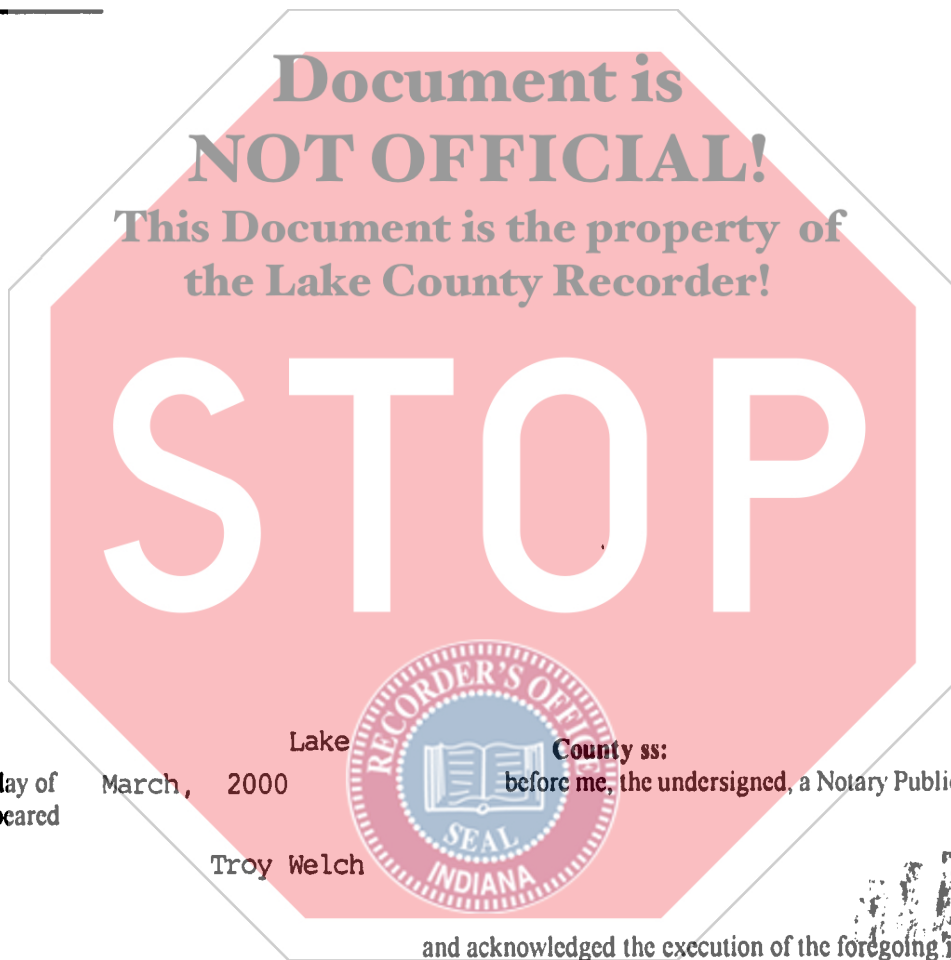 Document is
NOT OFFICIAL!
This Document is the property of
the Lake County Recorder!
STOP
RECORDER'S OFFICE
SEAL
INDIANA
Lake County ss:
day of March, 2000 before me, the undersigned, a Notary Public
Troy Welch
and acknowledged the execution of the foregoing